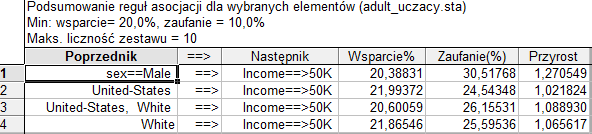 Podsumowanie reguł asocjacji dla wybranych elementów (adult_uczacy.sta)
Min: wsparcie= 20,0%, zaufanie = 10,0%
Maks. liczność zestawu = 10
Poprzednik ==> Następnik Wsparcie% Zaufanie(%) Przyrost
1 sex==Male ==> Income==>50K 20,38831 30,51768 1,270549
2 United-States ==> Income==>50K 21,99372 24,54348 1,021824
3 United-States, White ==> Income==>50K 20,60059 26,15531 1,088930
4 White ==> Income==>50K 21,86546 25,59536 1,065617